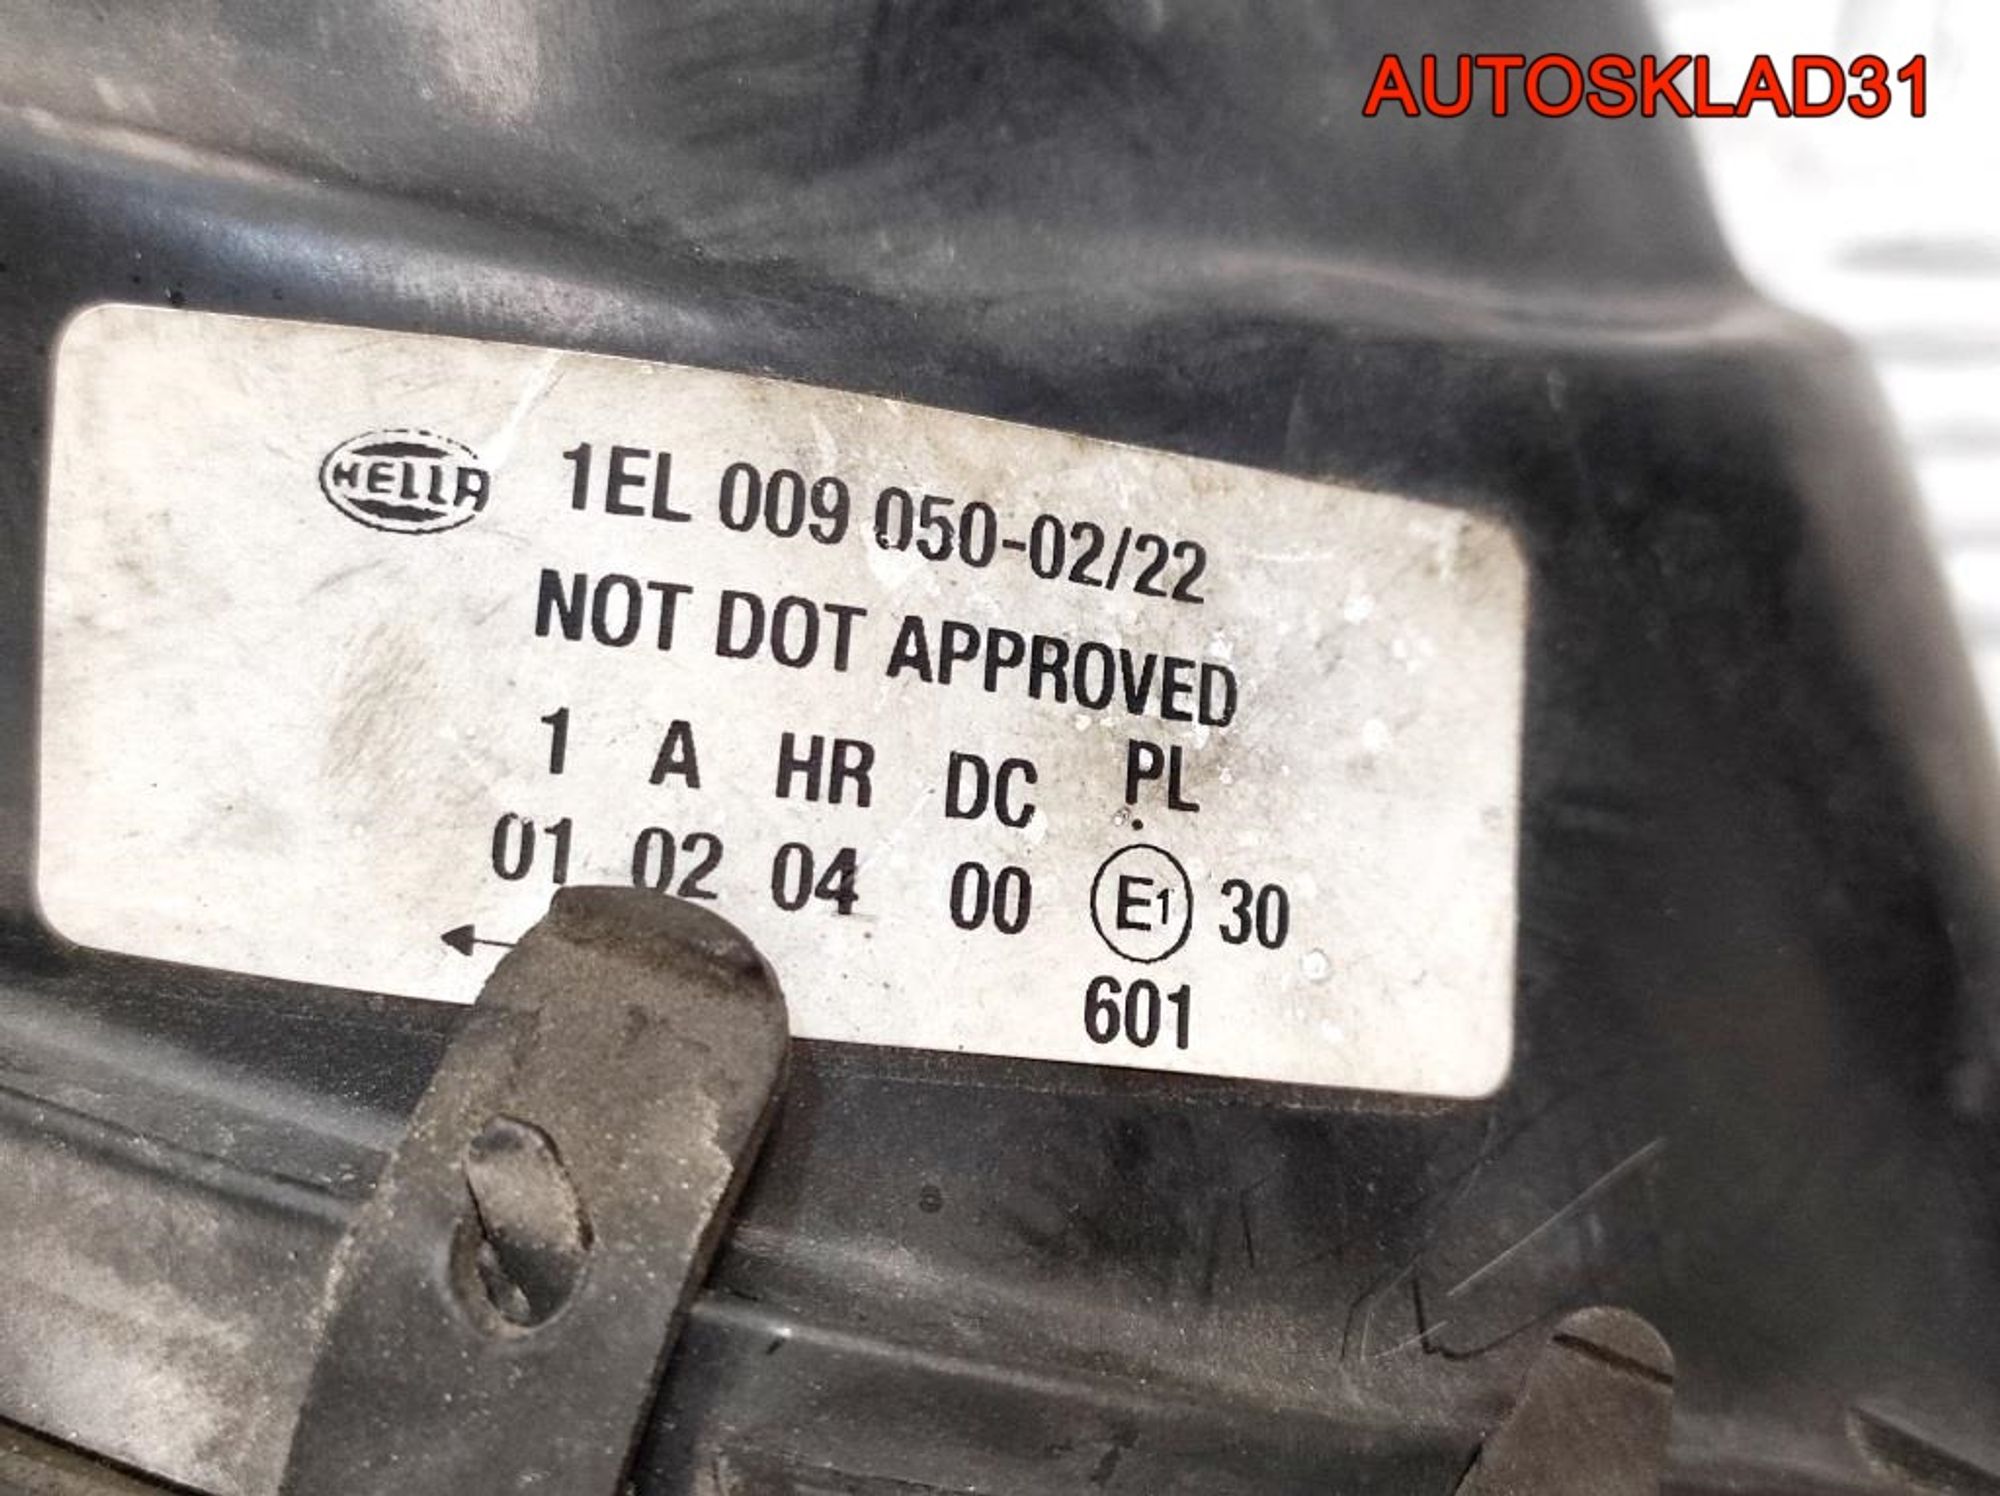 AUTOSKLAD31
HELLA 1EL 009 050-02/22
NOT DOT APPROVED
1 A HR DC PL
01 02 04 00 E1 30
601